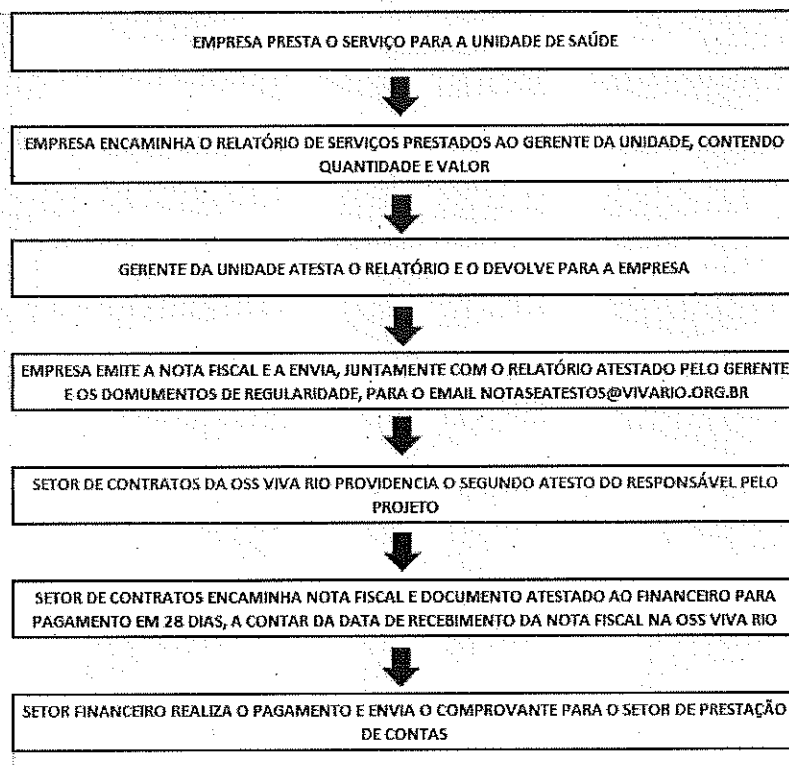 EMPRESA PRESTA O SERVIÇO PARA A UNIDADE DE SAÚDE
EMPRESA ENCAMINHA O RELATÓRIO DE SERVIÇOS PRESTADOS AO GERENTE DA UNIDADE, CONTENDO
QUANTIDADE E VALOR
GERENTE DA UNIDADE ATESTA O RELATÓRIO E O DEVOLVE PARA A EMPRESA
EMPRESA EMITE A NOTA FISCAL E A ENVIA, JUNTAMENTE COM O RELATÓRIO ATESTADO PELO GERENTE
E OS DOMUMENTOS DE REGULARIDADE, PARA O EMAIL NOTASEATESTOS@VIVARIO.ORG.BR
SETOR DE CONTRATOS DA OSS VIVA RIO PROVIDENCIA O SEGUNDO ATESTO DO RESPONSÁVEL PELO
PROJETO
SETOR DE CONTRATOS ENCAMINHA NOTA FISCAL E DOCUMENTO ATESTADO AO FINANCEIRO PARA
PAGAMENTO EM 28 DIAS, A CONTAR DA DATA DE RECEBIMENTO DA NOTA FISCAL NA OSS VIVA RIO
SETOR FINANCEIRO REALIZA O PAGAMENTO E ENVIA O COMPROVANTE PARA O SETOR DE PRESTAÇÃO
DE CONTAS